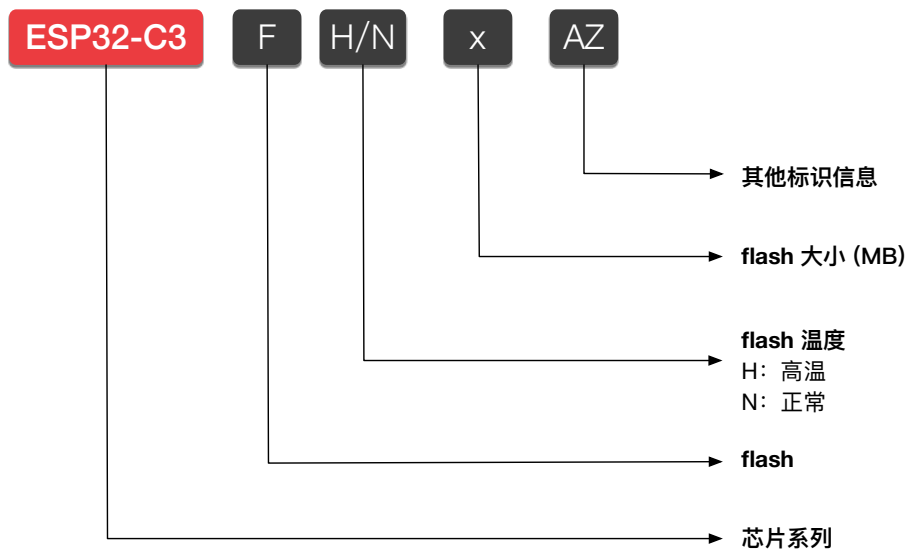 ESP32-C3 F H/N x AZ
其他标识信息
flash 大小 (MB)
flash 温度
H：高温
N：正常
flash
芯片系列